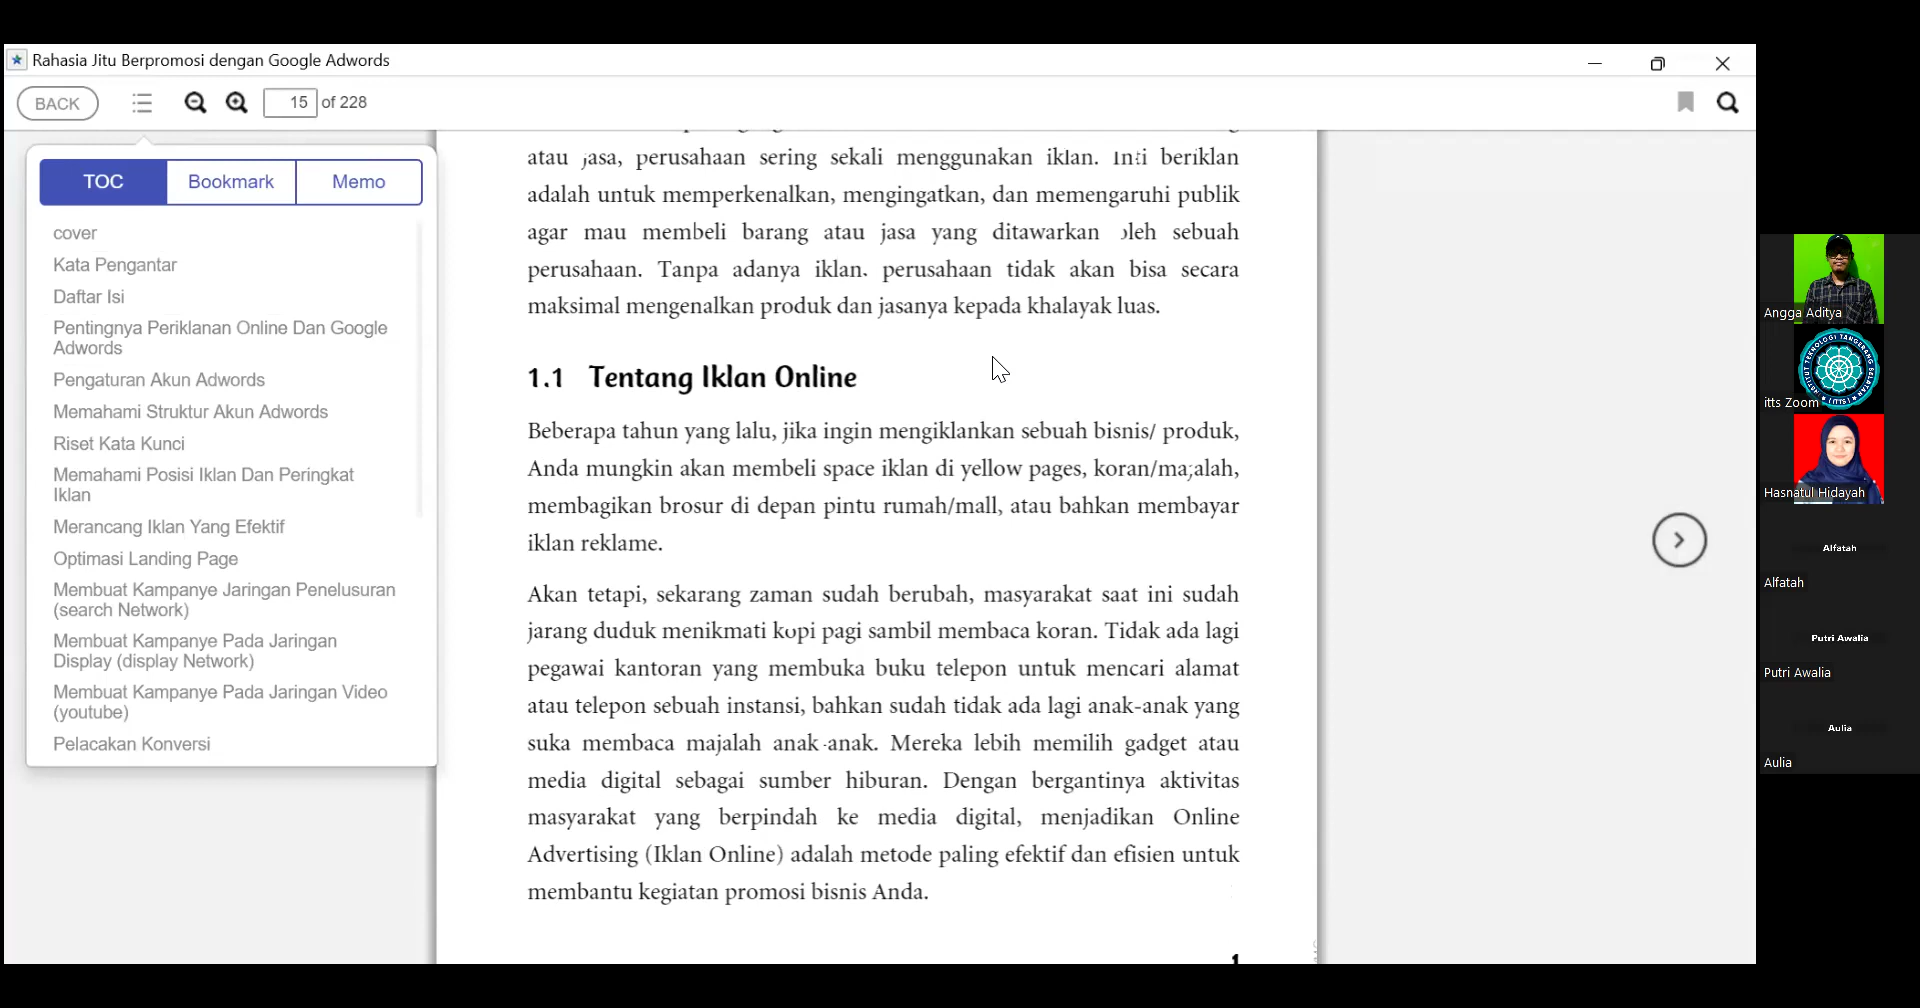 Rahasia Jitu Berpromosi dengan Google Adwords
BACK
15 of 228
TOC
Bookmark
Memo
cover
Kata Pengantar
Daftar Isi
Pentingnya Periklanan Online Dan Google
Adwords
Pengaturan Akun Adwords
Memahami Struktur Akun Adwords
Riset Kata Kunci
Memahami Posisi Iklan Dan Peringkat
Iklan
Merancang Iklan Yang Efektif
Optimasi Landing Page
Membuat Kampanye Jaringan Penelusuran
(search Network)
Membuat Kampanye Pada Jaringan
Display (display Network)
Membuat Kampanye Pada Jaringan Video
(youtube)
Pelacakan Konversi
atau jasa, perusahaan sering sekali menggunakan iklan. Inti beriklan
adalah untuk memperkenalkan, mengingatkan, dan memengaruhi publik
agar mau membeli barang atau jasa yang ditawarkan oleh sebuah
perusahaan. Tanpa adanya iklan. perusahaan tidak akan bisa secara
maksimal mengenalkan produk dan jasanya kepada khalayak luas.
1.1 Tentang Iklan Online
Beberapa tahun yang lalu, jika ingin mengiklankan sebuah bisnis/ produk,
Anda mungkin akan membeli space iklan di yellow pages, koran/majalah,
membagikan brosur di depan pintu rumah/mall, atau bahkan membayar
iklan reklame.
Akan tetapi, sekarang zaman sudah berubah, masyarakat saat ini sudah
jarang duduk menikmati kopi pagi sambil membaca koran. Tidak ada lagi
pegawai kantoran yang membuka buku telepon untuk mencari alamat
atau telepon sebuah instansi, bahkan sudah tidak ada lagi anak-anak yang
suka membaca majalah anak-anak. Mereka lebih memilih gadget atau
media digital sebagai sumber hiburan. Dengan bergantinya aktivitas
masyarakat yang berpindah ke media digital, menjadikan Online
Advertising (Iklan Online) adalah metode paling efektif dan efisien untuk
membantu kegiatan promosi bisnis Anda.
1
Angga Aditya
INSTITUT TEKNOLOGI TANGERANG SELATAN
(ITTS)
itts Zoom
Hasnatul Hidayah
Alfatah
Alfatah
Putri Awalia
Putri Awalia
Aulia
Aulia